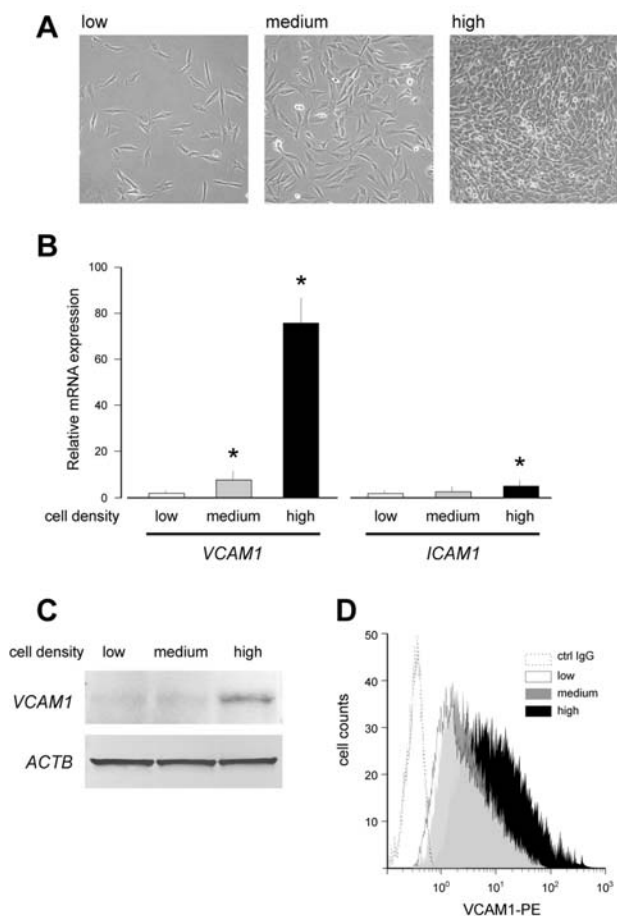 A
low medium high
B
Relative mRNA expression
100
80
60
40
20
0
* * *
cell density low medium high low medium high
VCAM1 ICAM1
C
cell density low medium high
VCAM1
ACTB
D
cell counts
50
40
30
20
10
ctrl IgG
low
medium
high
10⁰ 10¹ 10² 10³
VCAM1-PE